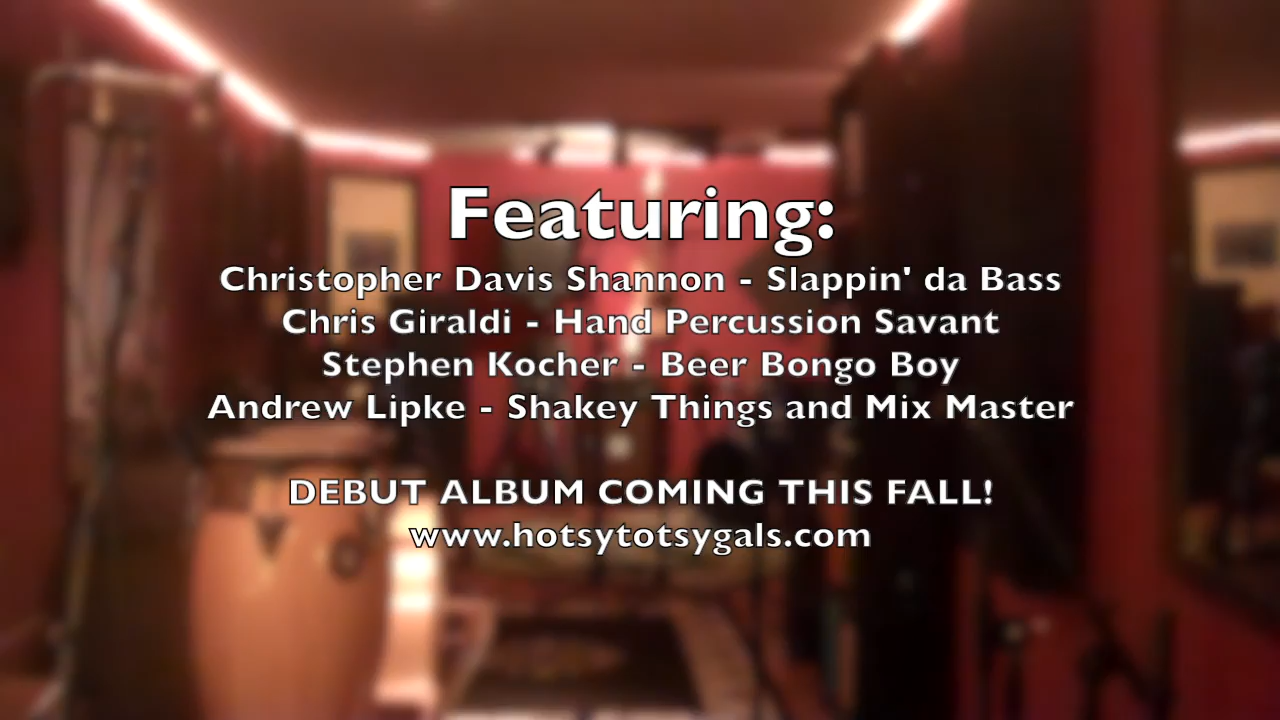 Featuring:
Christopher Davis Shannon - Slappin' da Bass
Chris Giraldi - Hand Percussion Savant
Stephen Kocher - Beer Bongo Boy
Andrew Lipke - Shakey Things and Mix Master
DEBUT ALBUM COMING THIS FALL!
www.hotsytotsygals.com